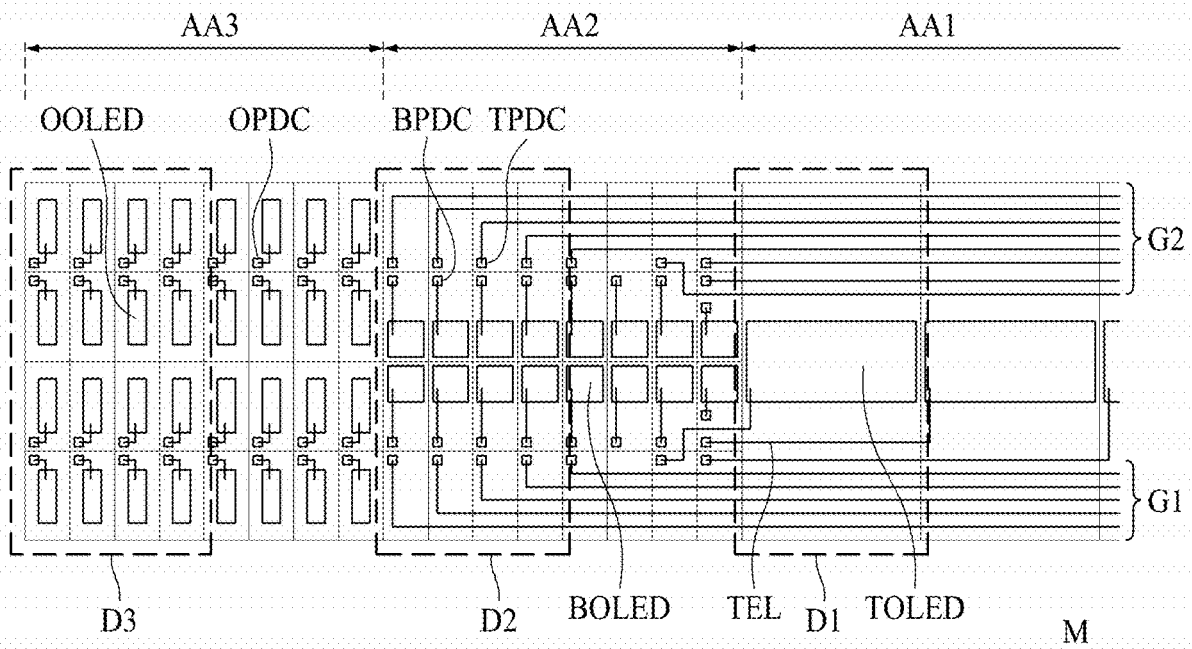 AA3 AA2 AA1
OOLED OPDC BPDC TPDC
G2
G1
D3 D2 BOLED TEL D1 TOLED
M